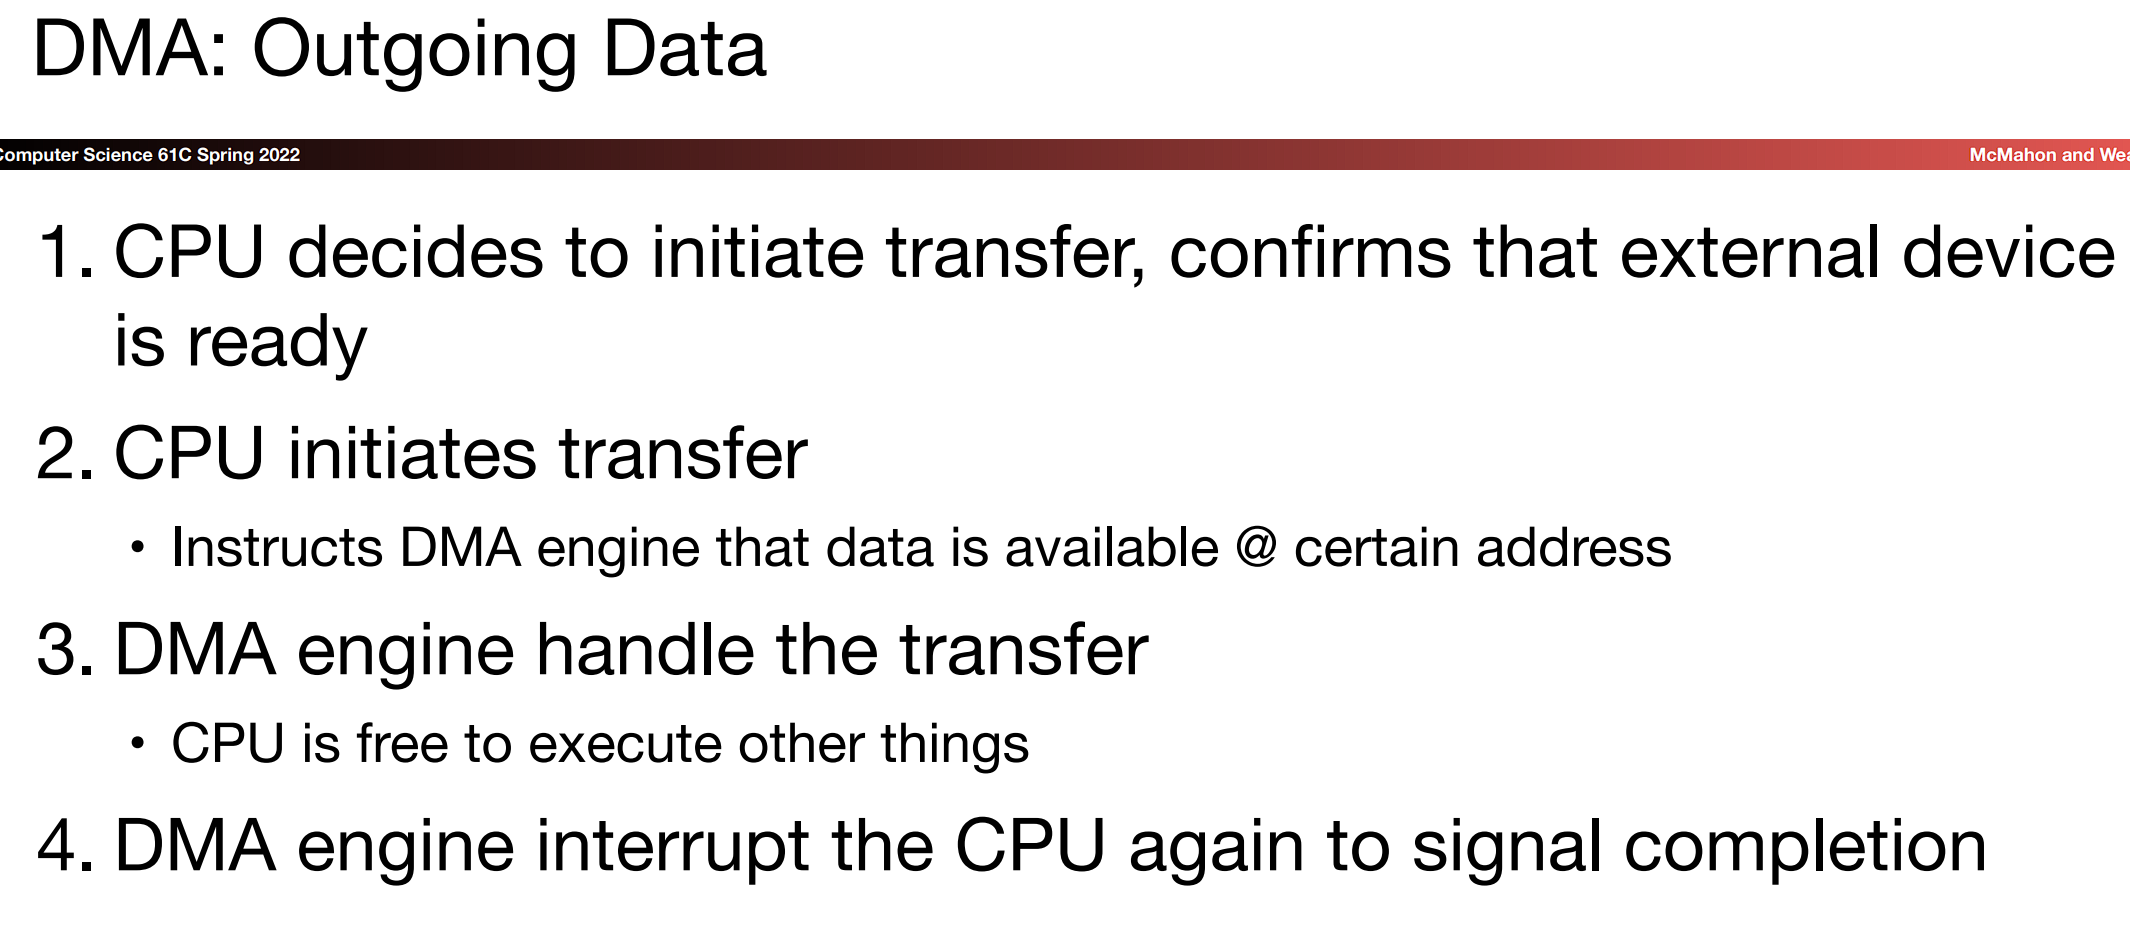 DMA: Outgoing Data
Computer Science 61C Spring 2022
McMahon and
1. CPU decides to initiate transfer, confirms that external device
is ready
2. CPU initiates transfer
• Instructs DMA engine that data is available @ certain address
3. DMA engine handle the transfer
• CPU is free to execute other things
4. DMA engine interrupt the CPU again to signal completion